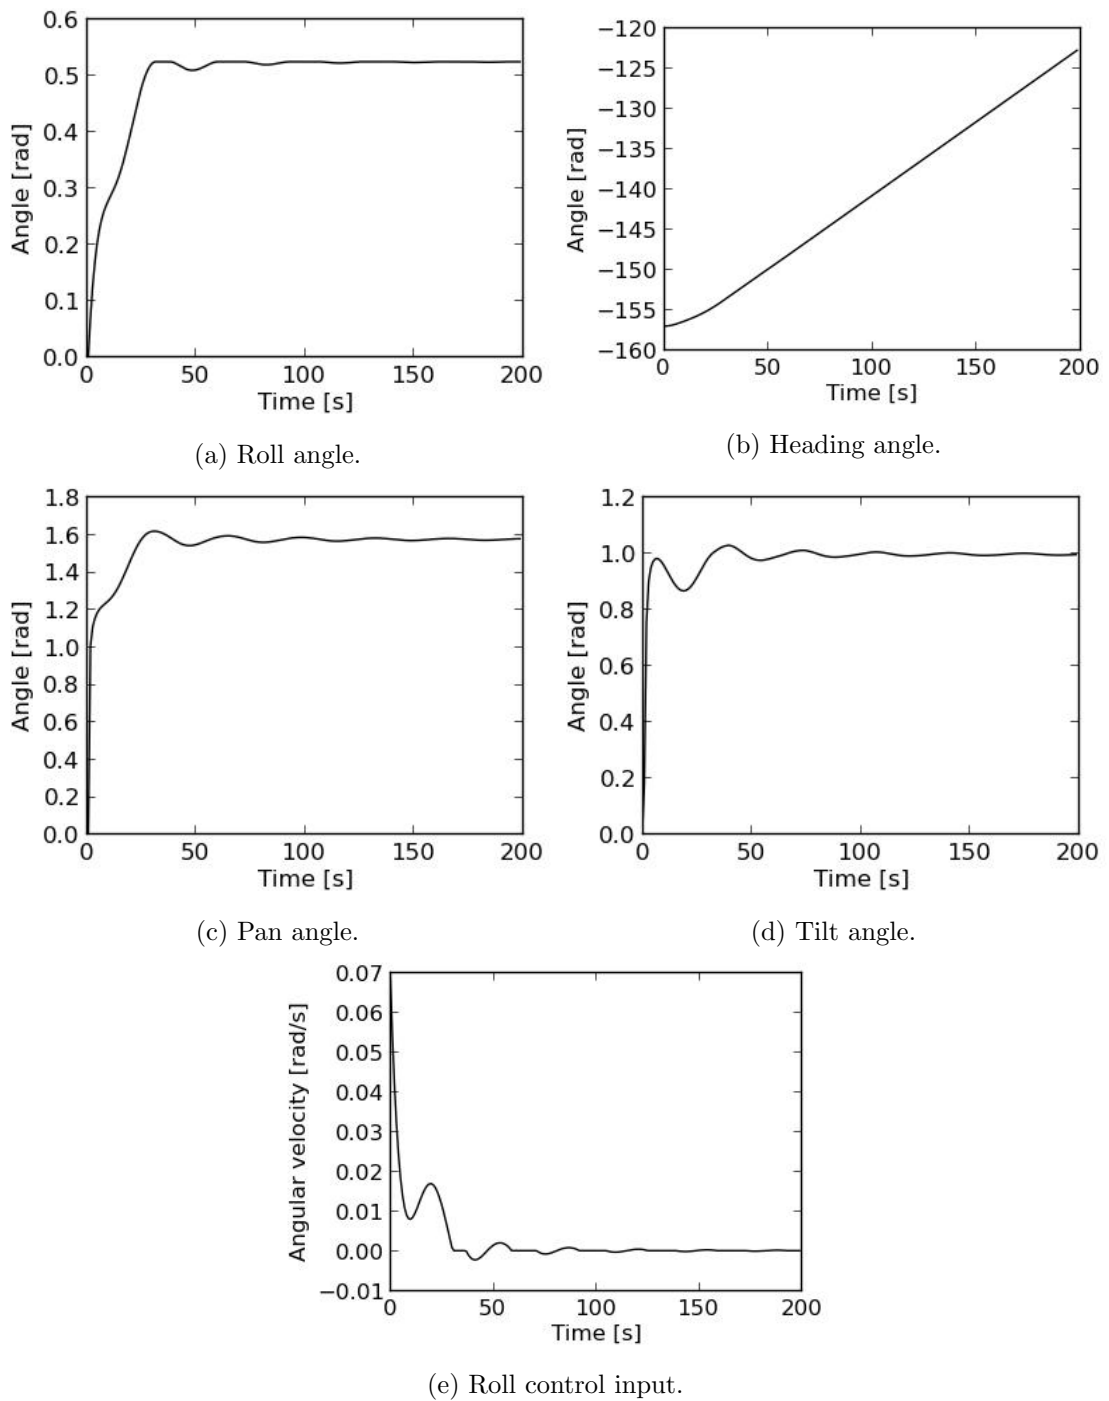 0.6
0.5
0.4
0.3
0.2
0.1
0.0
Angle [rad]
0 50 100 150 200
Time [s]
(a) Roll angle.
−120
−125
−130
−135
−140
−145
−150
−155
−160
Angle [rad]
0 50 100 150 200
Time [s]
(b) Heading angle.
1.8
1.6
1.4
1.2
1.0
0.8
0.6
0.4
0.2
0.0
Angle [rad]
0 50 100 150 200
Time [s]
(c) Pan angle.
1.2
1.0
0.8
0.6
0.4
0.2
0.0
Angle [rad]
0 50 100 150 200
Time [s]
(d) Tilt angle.
0.07
0.06
0.05
0.04
0.03
0.02
0.01
0.00
−0.01
Angular velocity [rad/s]
0 50 100 150 200
Time [s]
(e) Roll control input.